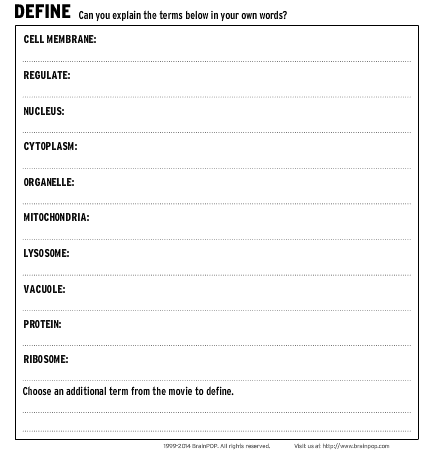 DEFINE Can you explain the terms below in your own words?
CELL MEMBRANE:
REGULATE:
NUCLEUS:
CYTOPLASM:
ORGANELLE:
MITOCHONDRIA:
LYSOSOME:
VACUOLE:
PROTEIN:
RIBOSOME:
Choose an additional term from the movie to define.
1999-2014 BrainPOP. All rights reserved. Visit us at http://www.brainpop.com